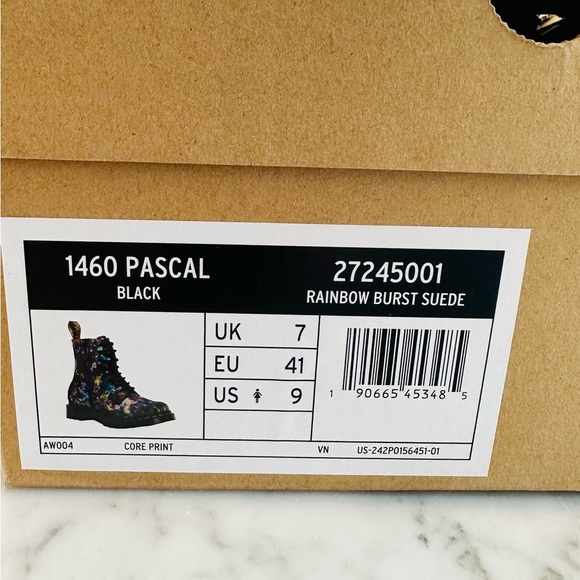 1460 PASCAL
BLACK
27245001
RAINBOW BURST SUEDE
UK 7
EU 41
US 9
1 90665 45348 5
AW004 CORE PRINT VN US-242P0156451-01